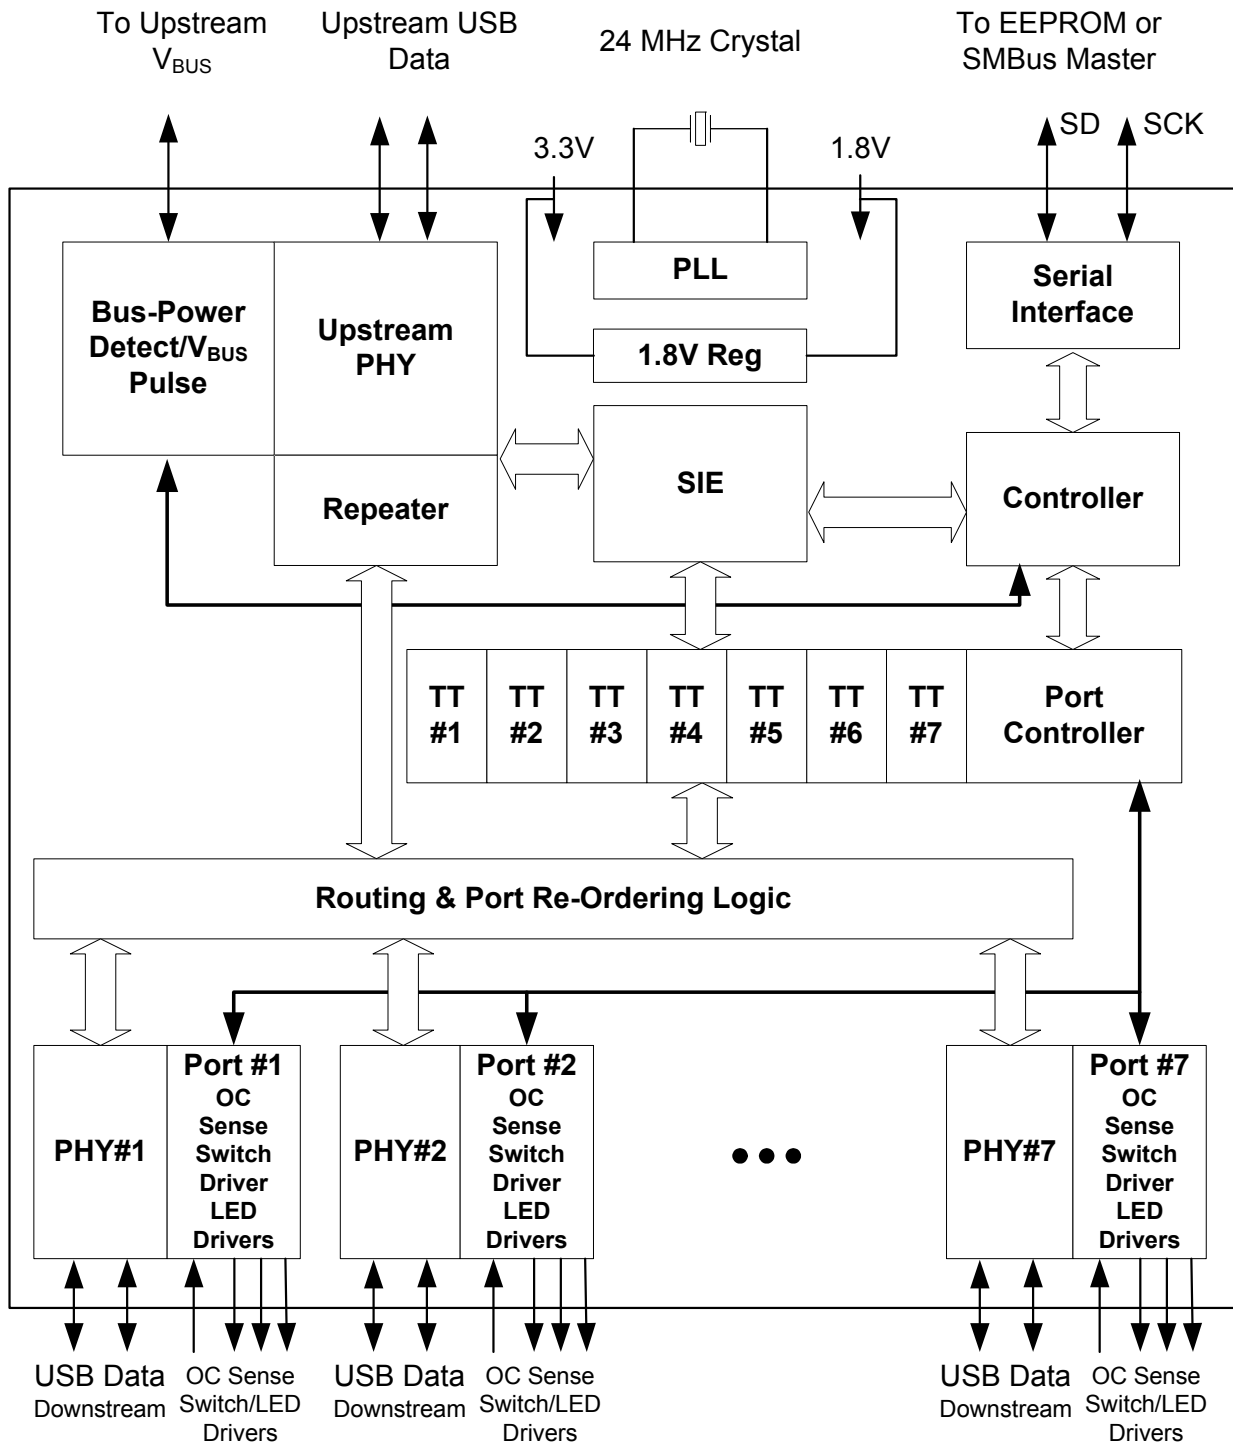 To Upstream
VBUS
Upstream USB
Data
24 MHz Crystal
To EEPROM or
SMBus Master
3.3V
1.8V
SD
SCK
Bus-Power
Detect/VBUS
Pulse
Upstream
PHY
PLL
1.8V Reg
Serial
Interface
Repeater
SIE
Controller
TT
#1
TT
#2
TT
#3
TT
#4
TT
#5
TT
#6
TT
#7
Port
Controller
Routing & Port Re-Ordering Logic
PHY#1
Port #1
OC
Sense
Switch
Driver
LED
Drivers
PHY#2
Port #2
OC
Sense
Switch
Driver
LED
Drivers
PHY#7
Port #7
OC
Sense
Switch
Driver
LED
Drivers
USB Data
Downstream
OC Sense
Switch/LED
Drivers
USB Data
Downstream
OC Sense
Switch/LED
Drivers
USB Data
Downstream
OC Sense
Switch/LED
Drivers